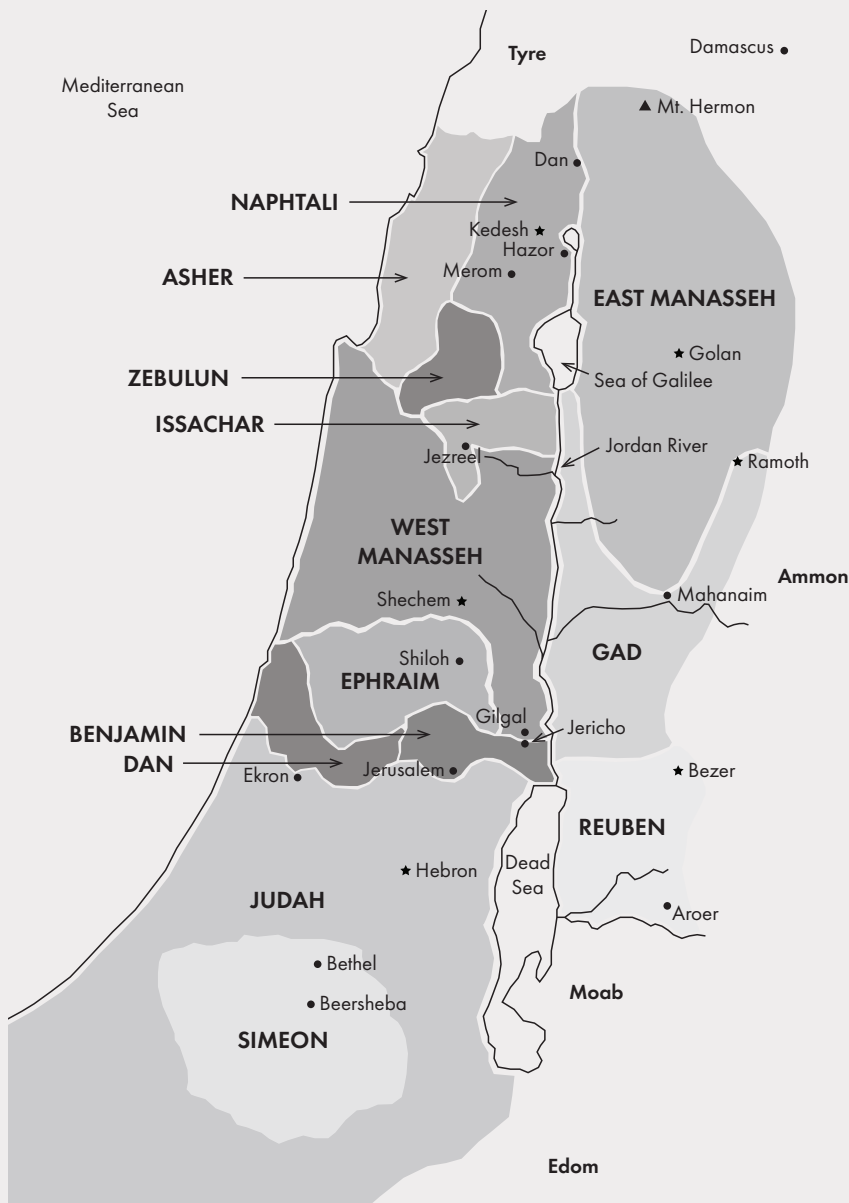 Tyre
Damascus
Mediterranean
Sea
Mt. Hermon
Dan
NAPHTALI
Kedesh
Hazor
Merom
ASHER
EAST MANASSEH
Golan
ZEBULUN
Sea of Galilee
ISSACHAR
Jordan River
Jezreel
Ramoth
WEST
MANASSEH
Ammon
Shechem
Mahanaim
Shiloh
GAD
EPHRAIM
Gilgal
Jericho
BENJAMIN
DAN
Ekron
Jerusalem
Bezer
REUBEN
Dead
Sea
Hebron
JUDAH
Aroer
Bethel
Moab
Beersheba
SIMEON
Edom